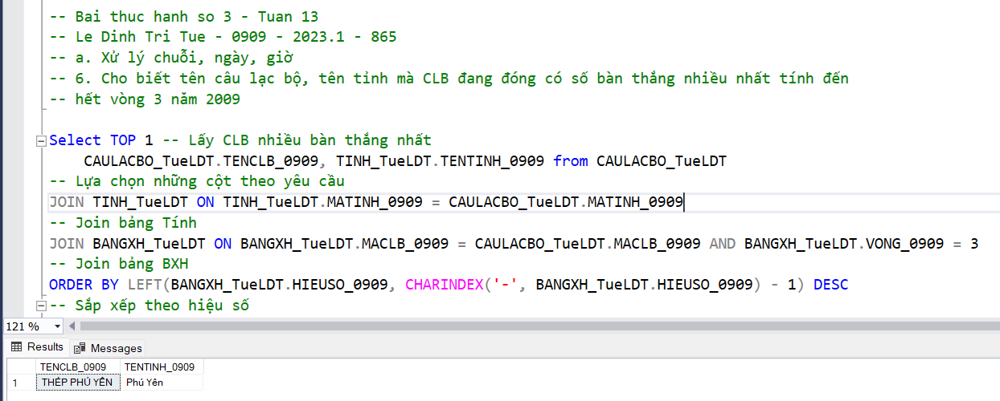 -- Bai thuc hanh so 3 - Tuan 13
-- Le Dinh Tri Tue - 0909 - 2023.1 - 865
-- a. Xử lý chuỗi, ngày, giờ
-- 6. Cho biết tên câu lạc bộ, tên tỉnh mà CLB đang đóng có số bàn thắng nhiều nhất tính đến
-- hết vòng 3 năm 2009
Select TOP 1 -- Lấy CLB nhiều bàn thắng nhất
CAULACBO_TueLDT.TENCLB_0909, TINH_TueLDT.TENTINH_0909 from CAULACBO_TueLDT
-- Lựa chọn những cột theo yêu cầu
JOIN TINH_TueLDT ON TINH_TueLDT.MATINH_0909 = CAULACBO_TueLDT.MATINH_0909
-- Join bảng Tính
JOIN BANGXH_TueLDT ON BANGXH_TueLDT.MACLB_0909 = CAULACBO_TueLDT.MACLB_0909 AND BANGXH_TueLDT.VONG_0909 = 3
-- Join bảng BXH
ORDER BY LEFT(BANGXH_TueLDT.HIEUSO_0909, CHARINDEX('-', BANGXH_TueLDT.HIEUSO_0909) - 1) DESC
-- Sắp xếp theo hiệu số
121 %
Results Messages
TENCLB_0909 TENTINH_0909
1 THÉP PHÚ YÊN Phú Yên